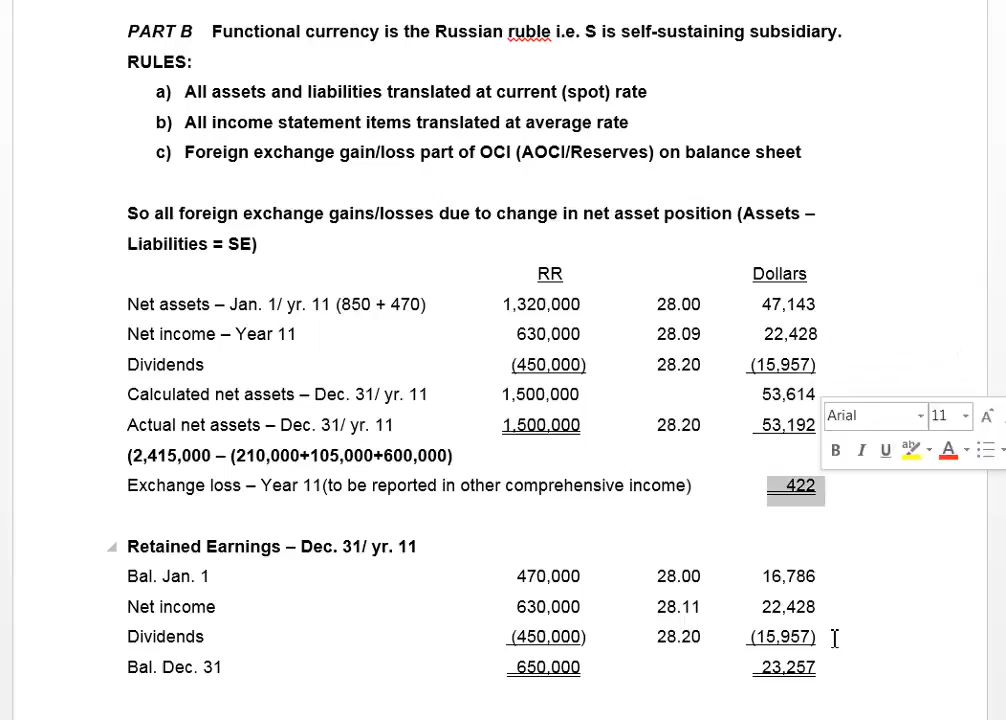 PART B Functional currency is the Russian ruble i.e. S is self-sustaining subsidiary.
RULES:
a) All assets and liabilities translated at current (spot) rate
b) All income statement items translated at average rate
c) Foreign exchange gain/loss part of OCI (AOCI/Reserves) on balance sheet
So all foreign exchange gains/losses due to change in net asset position (Assets –
Liabilities = SE)
RR Dollars
Net assets – Jan. 1/ yr. 11 (850 + 470) 1,320,000 28.00 47,143
Net income – Year 11 630,000 28.09 22,428
Dividends (450,000) 28.20 (15,957)
Calculated net assets – Dec. 31/ yr. 11 1,500,000 53,614
Arial 11 A
Actual net assets – Dec. 31/ yr. 11 1,500,000 28.20 53,192
B I U ab A
(2,415,000 – (210,000+105,000+600,000)
Exchange loss – Year 11(to be reported in other comprehensive income) 422
Retained Earnings – Dec. 31/ yr. 11
Bal. Jan. 1 470,000 28.00 16,786
Net income 630,000 28.11 22,428
Dividends (450,000) 28.20 (15,957)
Bal. Dec. 31 650,000 23,257